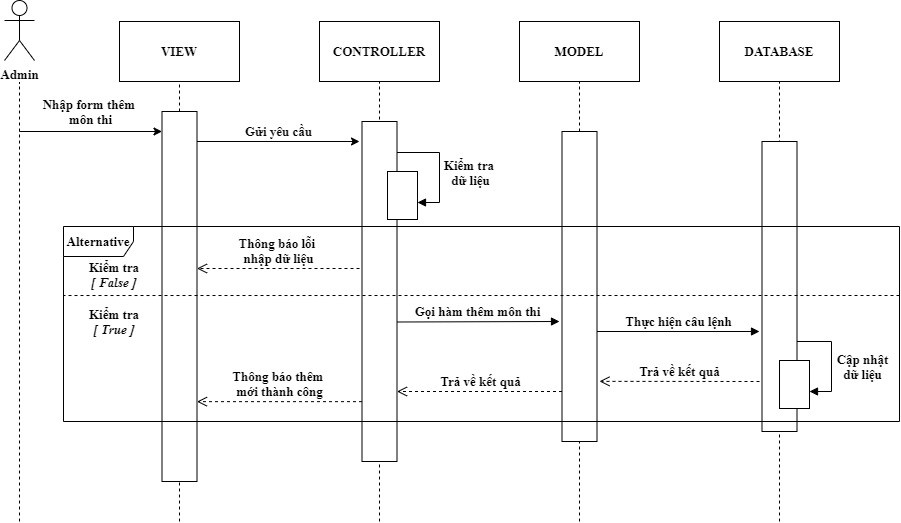 VIEW
CONTROLLER
MODEL
DATABASE
Admin
Nhập form thêm
môn thi
Gửi yêu cầu
Kiểm tra
dữ liệu
Alternative
Thông báo lỗi
nhập dữ liệu
Kiểm tra
[ False ]
Kiểm tra
[ True ]
Gọi hàm thêm môn thi
Thực hiện câu lệnh
Cập nhật
dữ liệu
Trả về kết quả
Trả về kết quả
Thông báo thêm
mới thành công